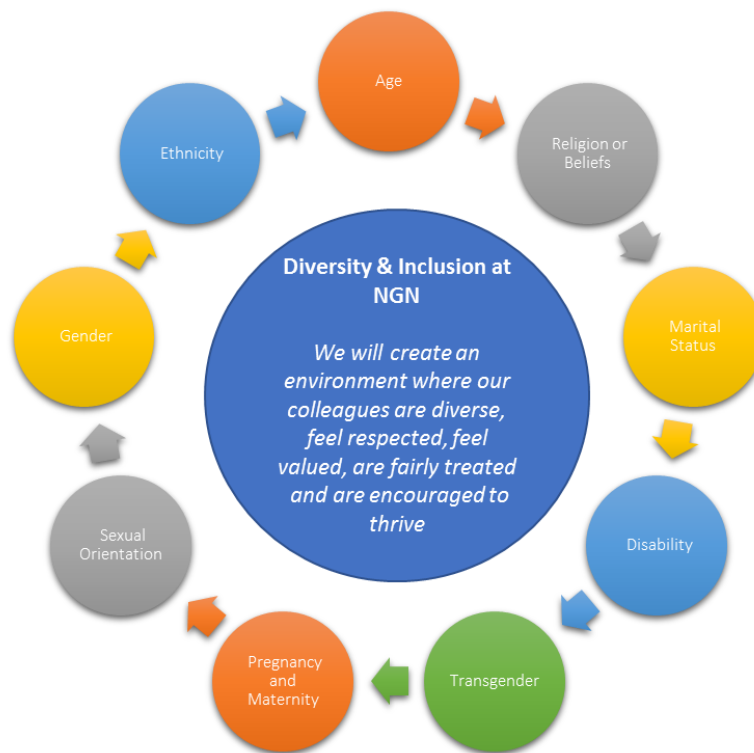 Age
Religion or
Beliefs
Marital
Status
Disability
Transgender
Pregnancy
and
Maternity
Sexual
Orientation
Gender
Ethnicity
Diversity & Inclusion at
NGN
We will create an
environment where our
colleagues are diverse,
feel respected, feel
valued, are fairly treated
and are encouraged to
thrive